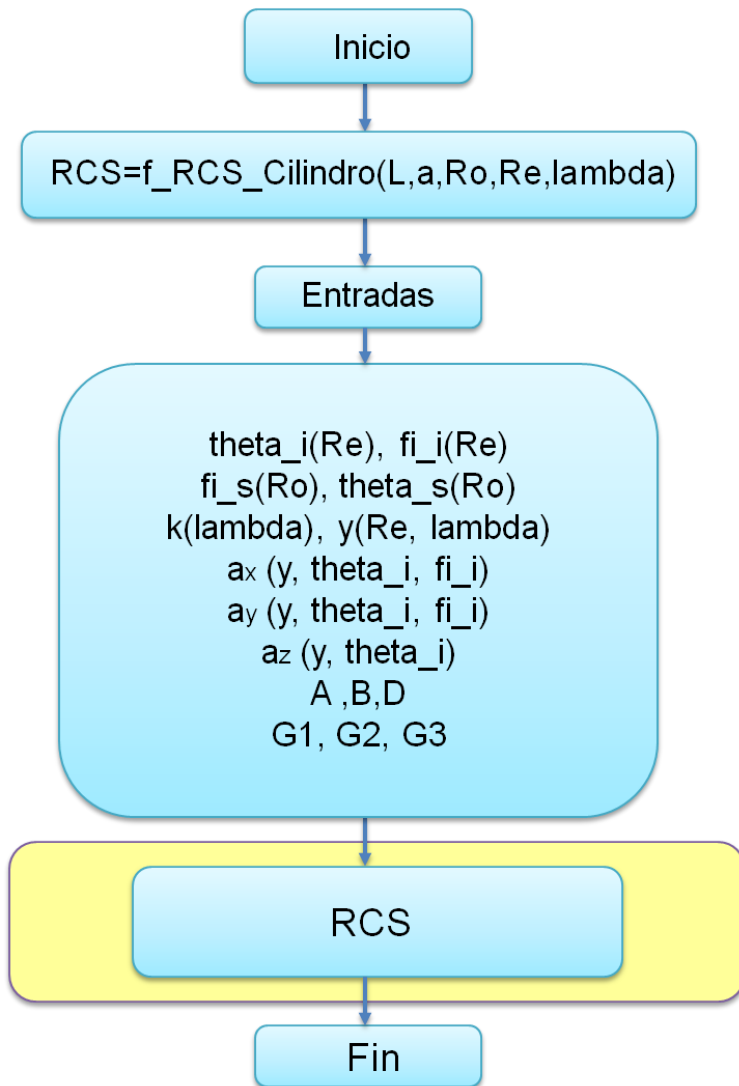 Inicio
RCS=f_RCS_Cilindro(L,a,Ro,Re,lambda)
Entradas
theta_i(Re), fi_i(Re)
fi_s(Ro), theta_s(Ro)
k(lambda), y(Re, lambda)
ax (y, theta_i, fi_i)
ay (y, theta_i, fi_i)
az (y, theta_i)
A ,B,D
G1, G2, G3
RCS
Fin